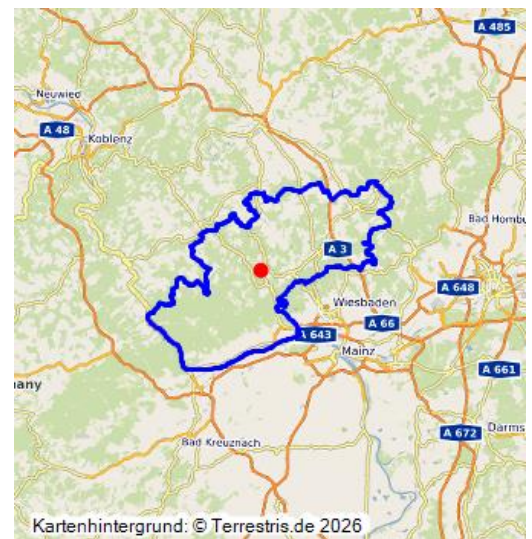 A 485
Neuwied
A 48
Koblenz
Bad Hombu
A 3
A 648
Wiesbaden
A 643
A 66
Mainz
A 661
any
Darms
A 672
Bad Kreuznach
Kartenhintergrund: © Terrestris.de 2026